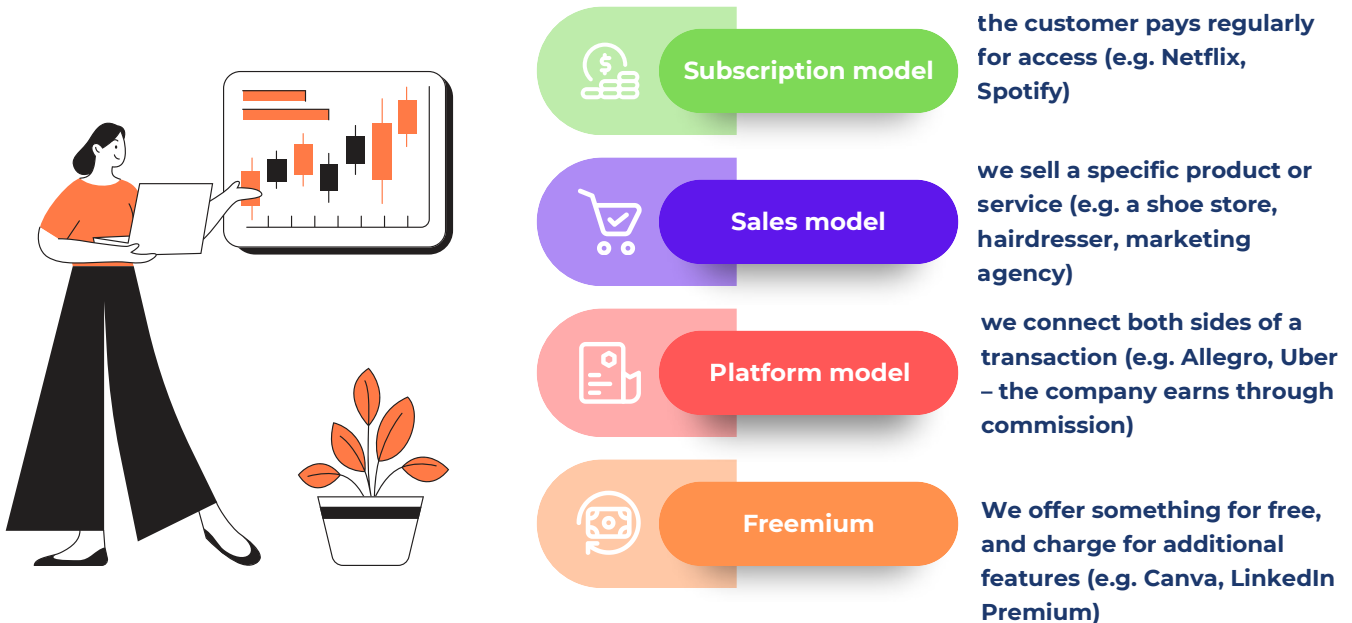 Subscription model
the customer pays regularly
for access (e.g. Netflix,
Spotify)
Sales model
we sell a specific product or
service (e.g. a shoe store,
hairdresser, marketing
agency)
Platform model
we connect both sides of a
transaction (e.g. Allegro, Uber
– the company earns through
commission)
Freemium
We offer something for free,
and charge for additional
features (e.g. Canva, LinkedIn
Premium)